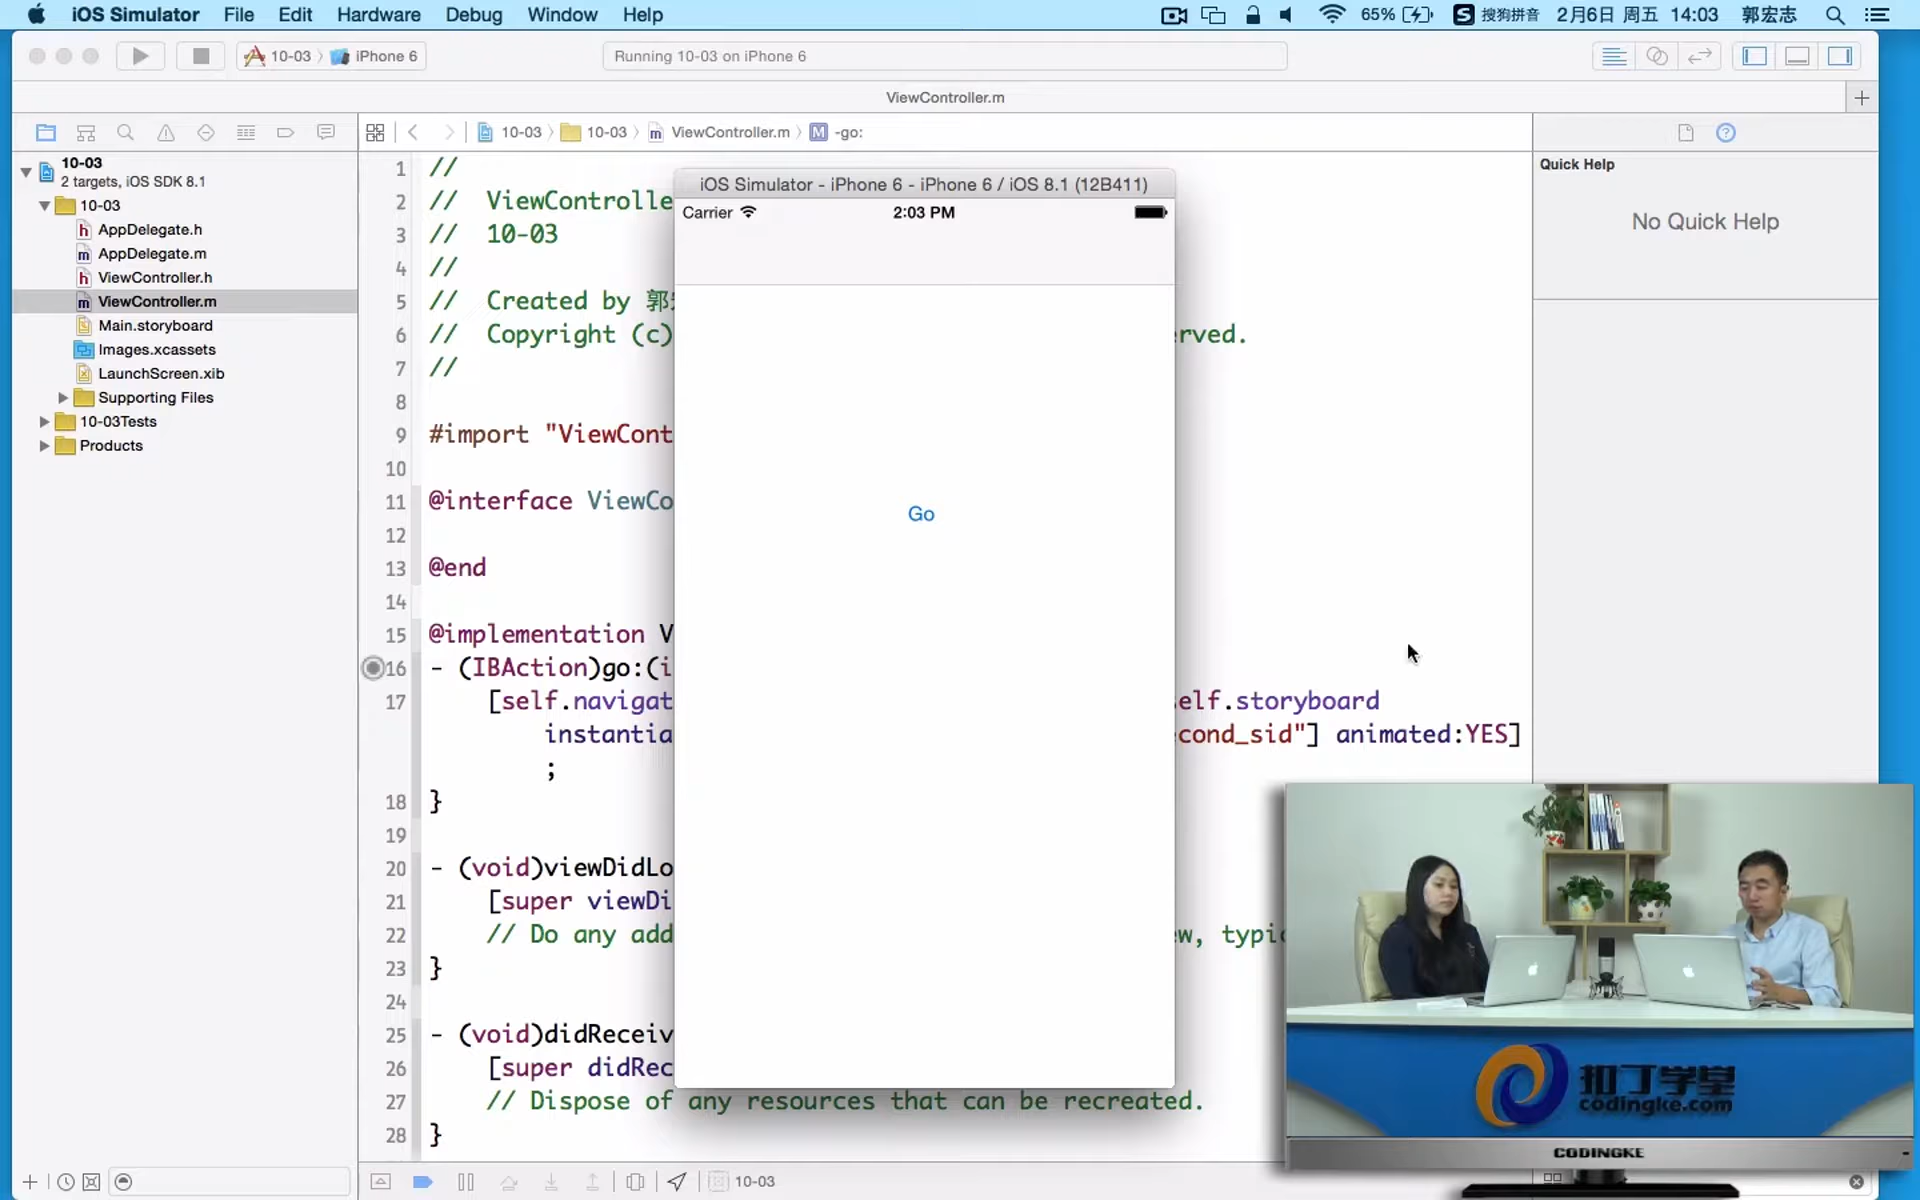 iOS Simulator File Edit Hardware Debug Window Help
65% 搜狗拼音 2月6日 周五 14:03 郭宏志
10-03 iPhone 6
Running 10-03 on iPhone 6
ViewController.m
10-03 10-03 ViewController.m M -go:
10-03
2 targets, iOS SDK 8.1
10-03
h AppDelegate.h
m AppDelegate.m
h ViewController.h
m ViewController.m
Main.storyboard
Images.xcassets
LaunchScreen.xib
Supporting Files
10-03Tests
Products
1 //
2 // ViewControlle
3 // 10-03
4 //
5 // Created by 郭
6 // Copyright (c) rved.
7 //
8
9 #import "ViewCont
10
11 @interface ViewCo
12
13 @end
14
15 @implementation V
16 - (IBAction)go:(i
17 [self.navigat elf.storyboard
instantia cond_sid"] animated:YES]
;
18 }
19
20 - (void)viewDidLo
21 [super viewDi
22 // Do any add w, typic
23 }
24
25 - (void)didReceiv
26 [super didRec
27 // Dispose of any resources that can be recreated.
28 }
iOS Simulator - iPhone 6 - iPhone 6 / iOS 8.1 (12B411)
Carrier 2:03 PM
Go
Quick Help
No Quick Help
10-03
扣丁学堂
codingke.com
CODINGKE